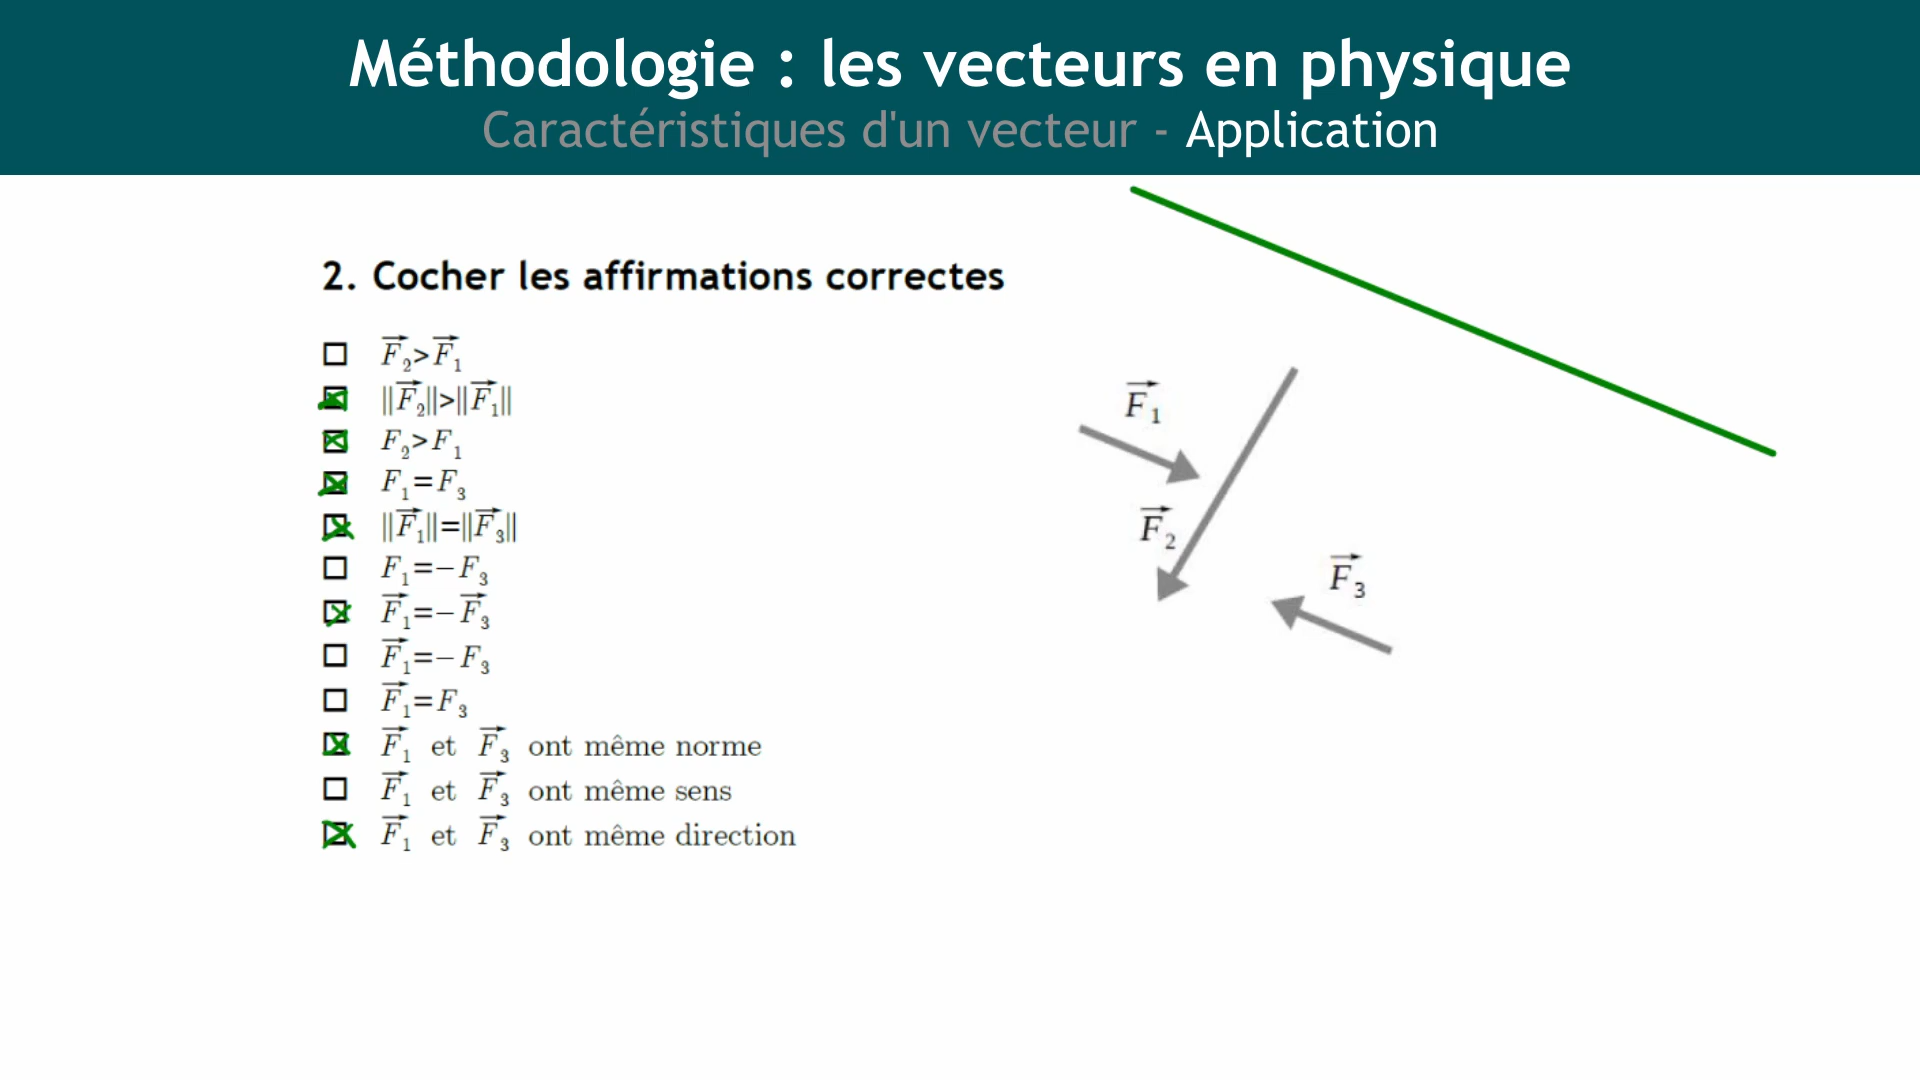 Méthodologie : les vecteurs en physique
Caractéristiques d'un vecteur - Application
2. Cocher les affirmations correctes
☐ F⃗₂>F⃗₁
☒ ||F⃗₂||>||F⃗₁||
☒ F₂>F₁
☒ F₁=F₃
☒ ||F⃗₁||=||F⃗₃||
☐ F₁=−F₃
☒ F⃗₁=−F⃗₃
☐ F⃗₁=−F₃
☐ F⃗₁=F₃
☒ F⃗₁ et F⃗₃ ont même norme
☐ F⃗₁ et F⃗₃ ont même sens
☒ F⃗₁ et F⃗₃ ont même direction
F⃗₁
F⃗₂
F⃗₃